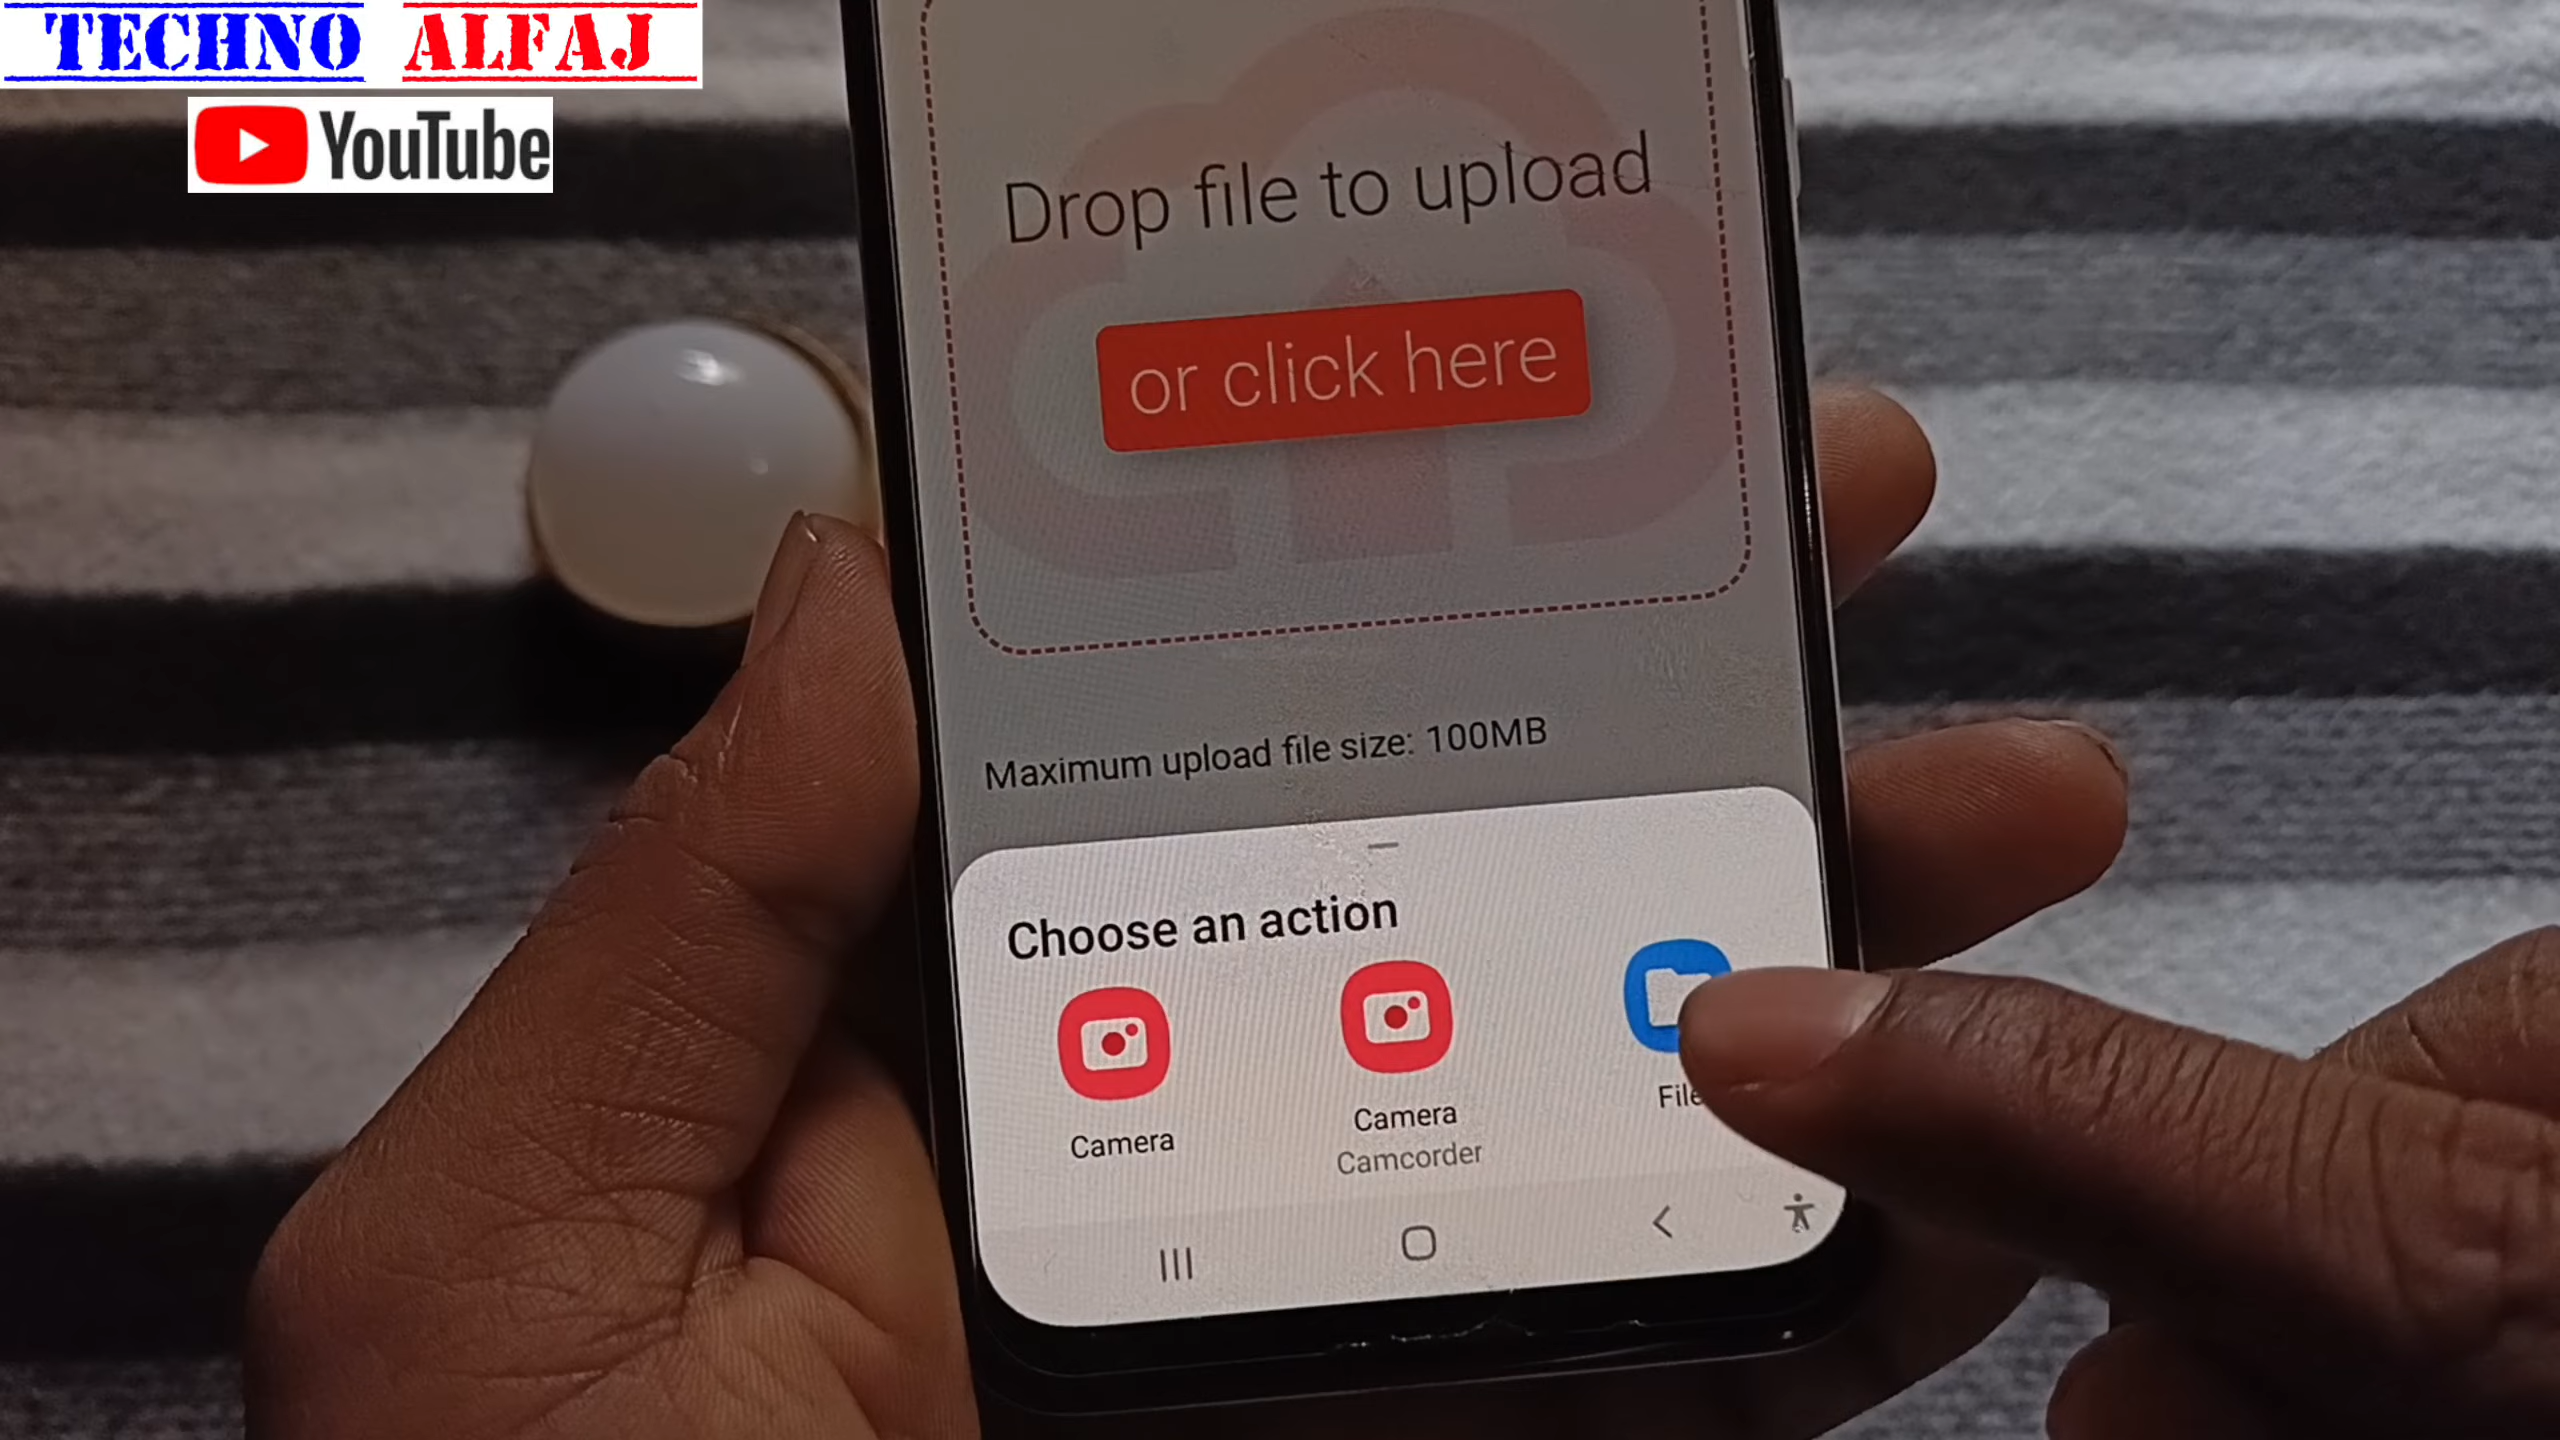 TECHNO ALFAJ
YouTube
Drop file to upload
or click here
Maximum upload file size: 100MB
Choose an action
Camera
Camera
Camcorder